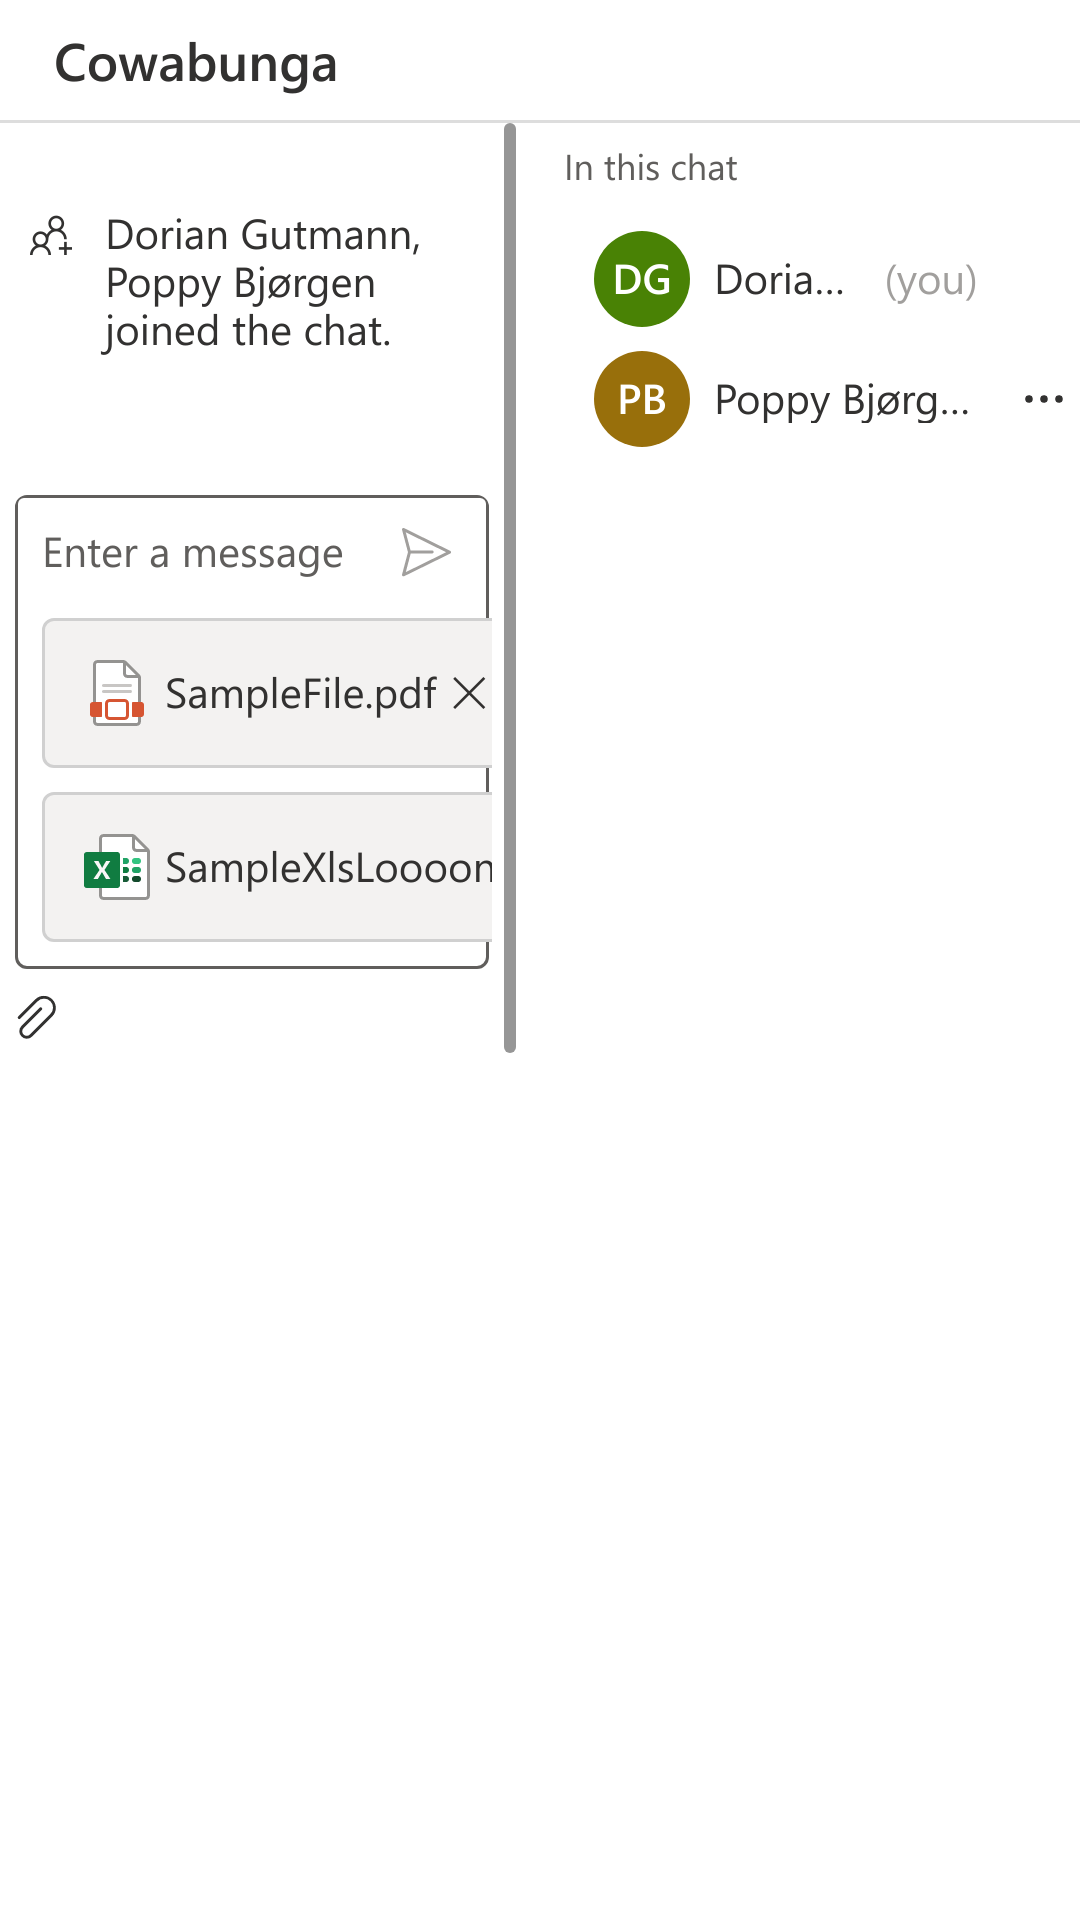 Cowabunga
Dorian Gutmann,
Poppy Bjørgen
joined the chat.
Enter a message
SampleFile.pdf
X
SampleXlsLoooon
In this chat
DG
Doria... (you)
PB
Poppy Bjørg...